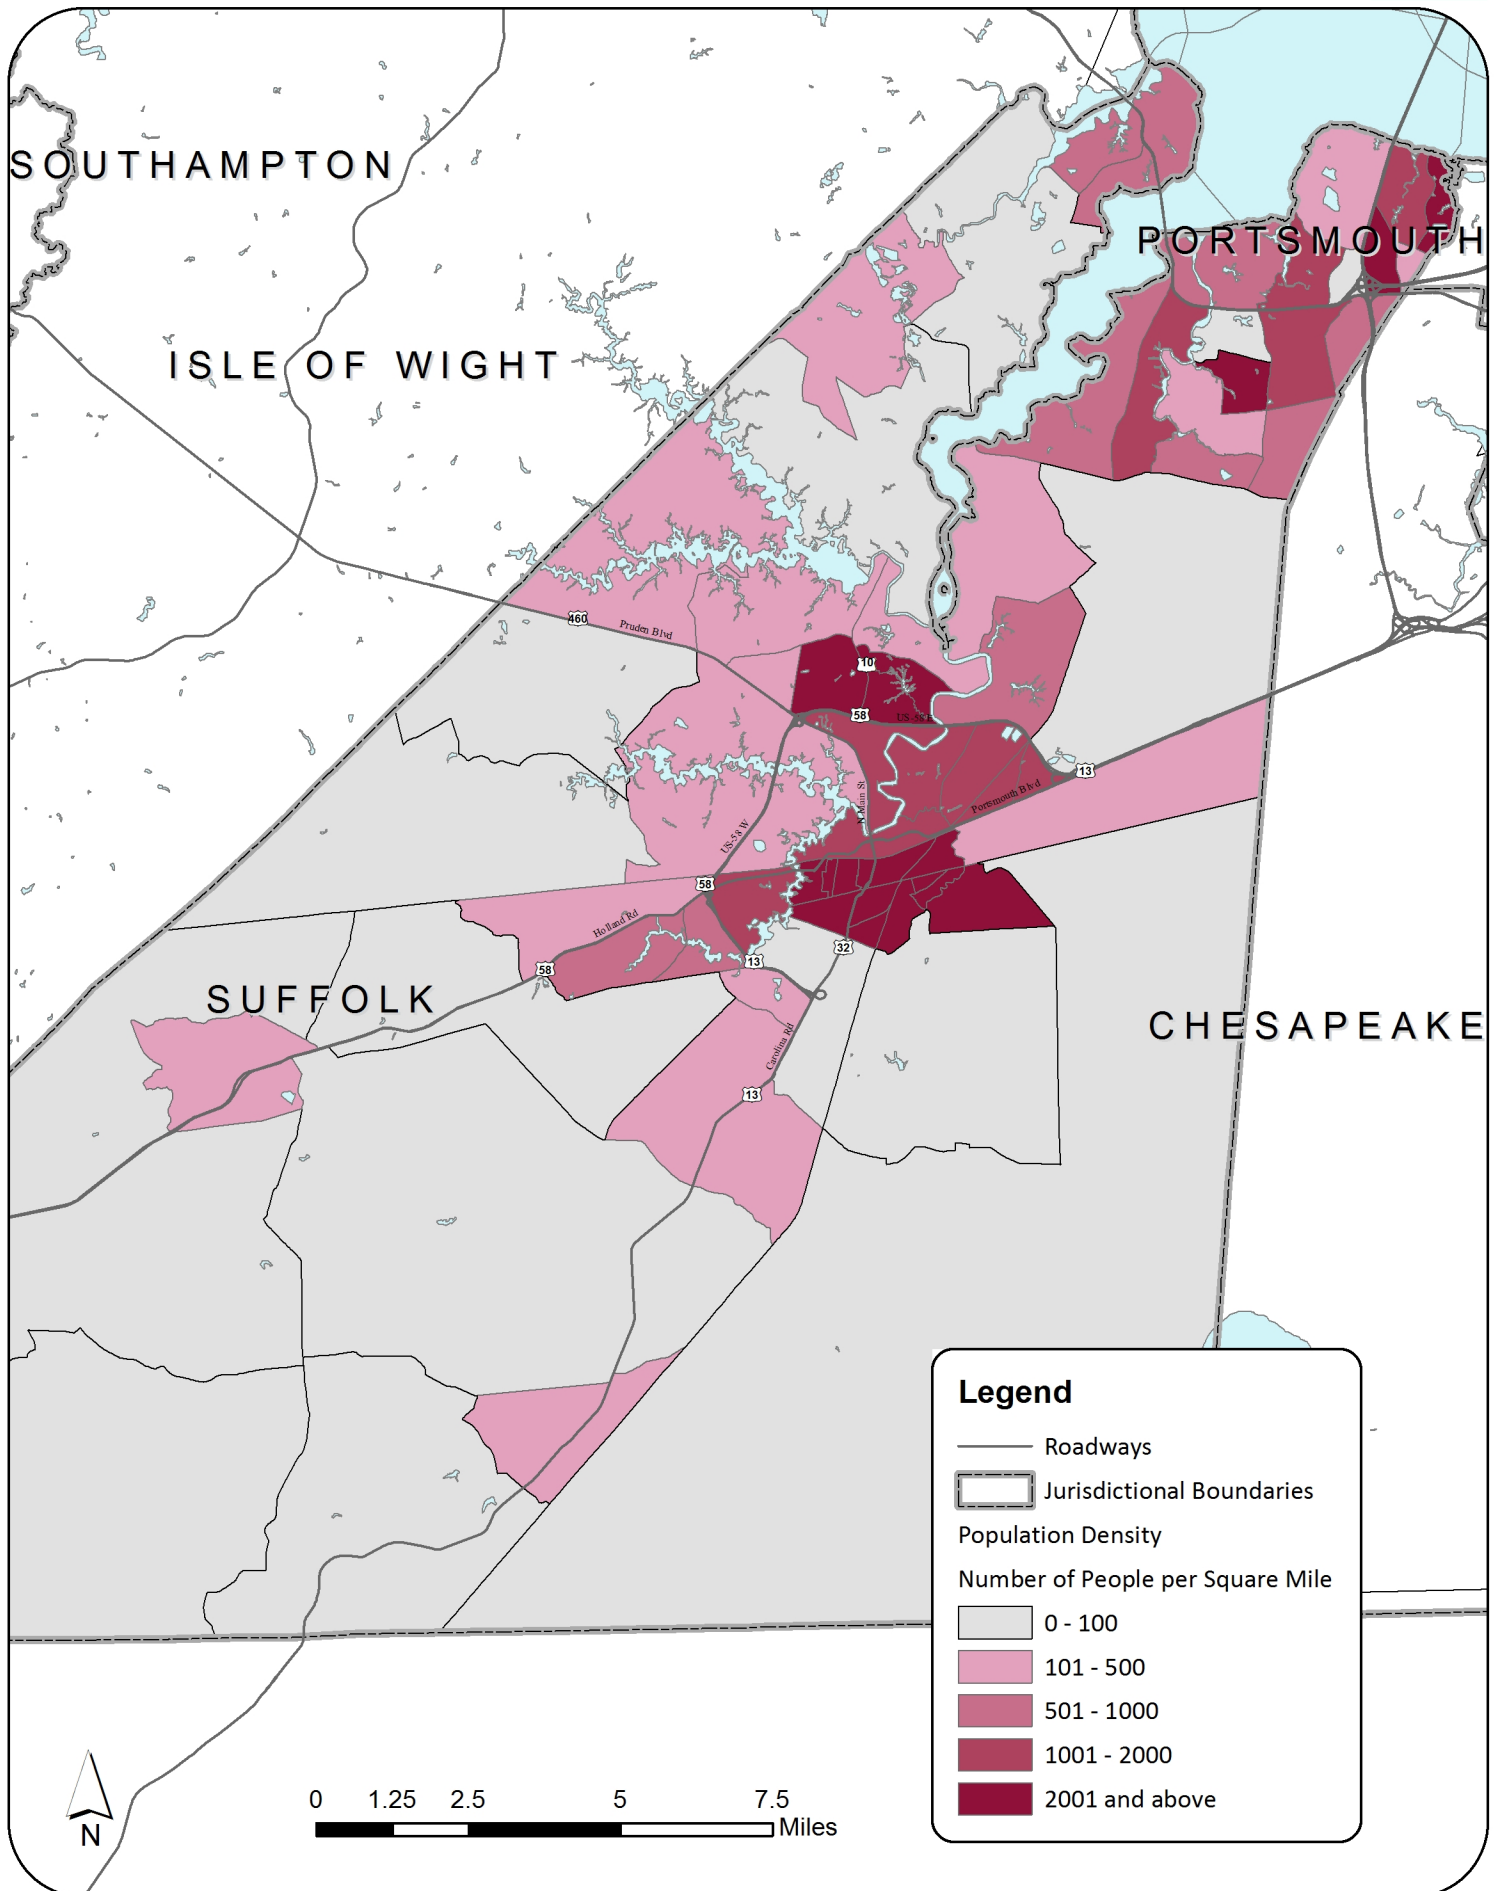 SOUTHAMPTON
PORTSMOUTH
ISLE OF WIGHT
460
Pruden Blvd
10
58
US-58 E
13
N Main St
Portsmouth Blvd
US-58 W
58
Holland Rd
32
13
58
SUFFOLK
CHESAPEAKE
Carolina Rd
13
Legend
Roadways
Jurisdictional Boundaries
Population Density
Number of People per Square Mile
0 - 100
101 - 500
501 - 1000
1001 - 2000
2001 and above
0 1.25 2.5 5 7.5
Miles
N